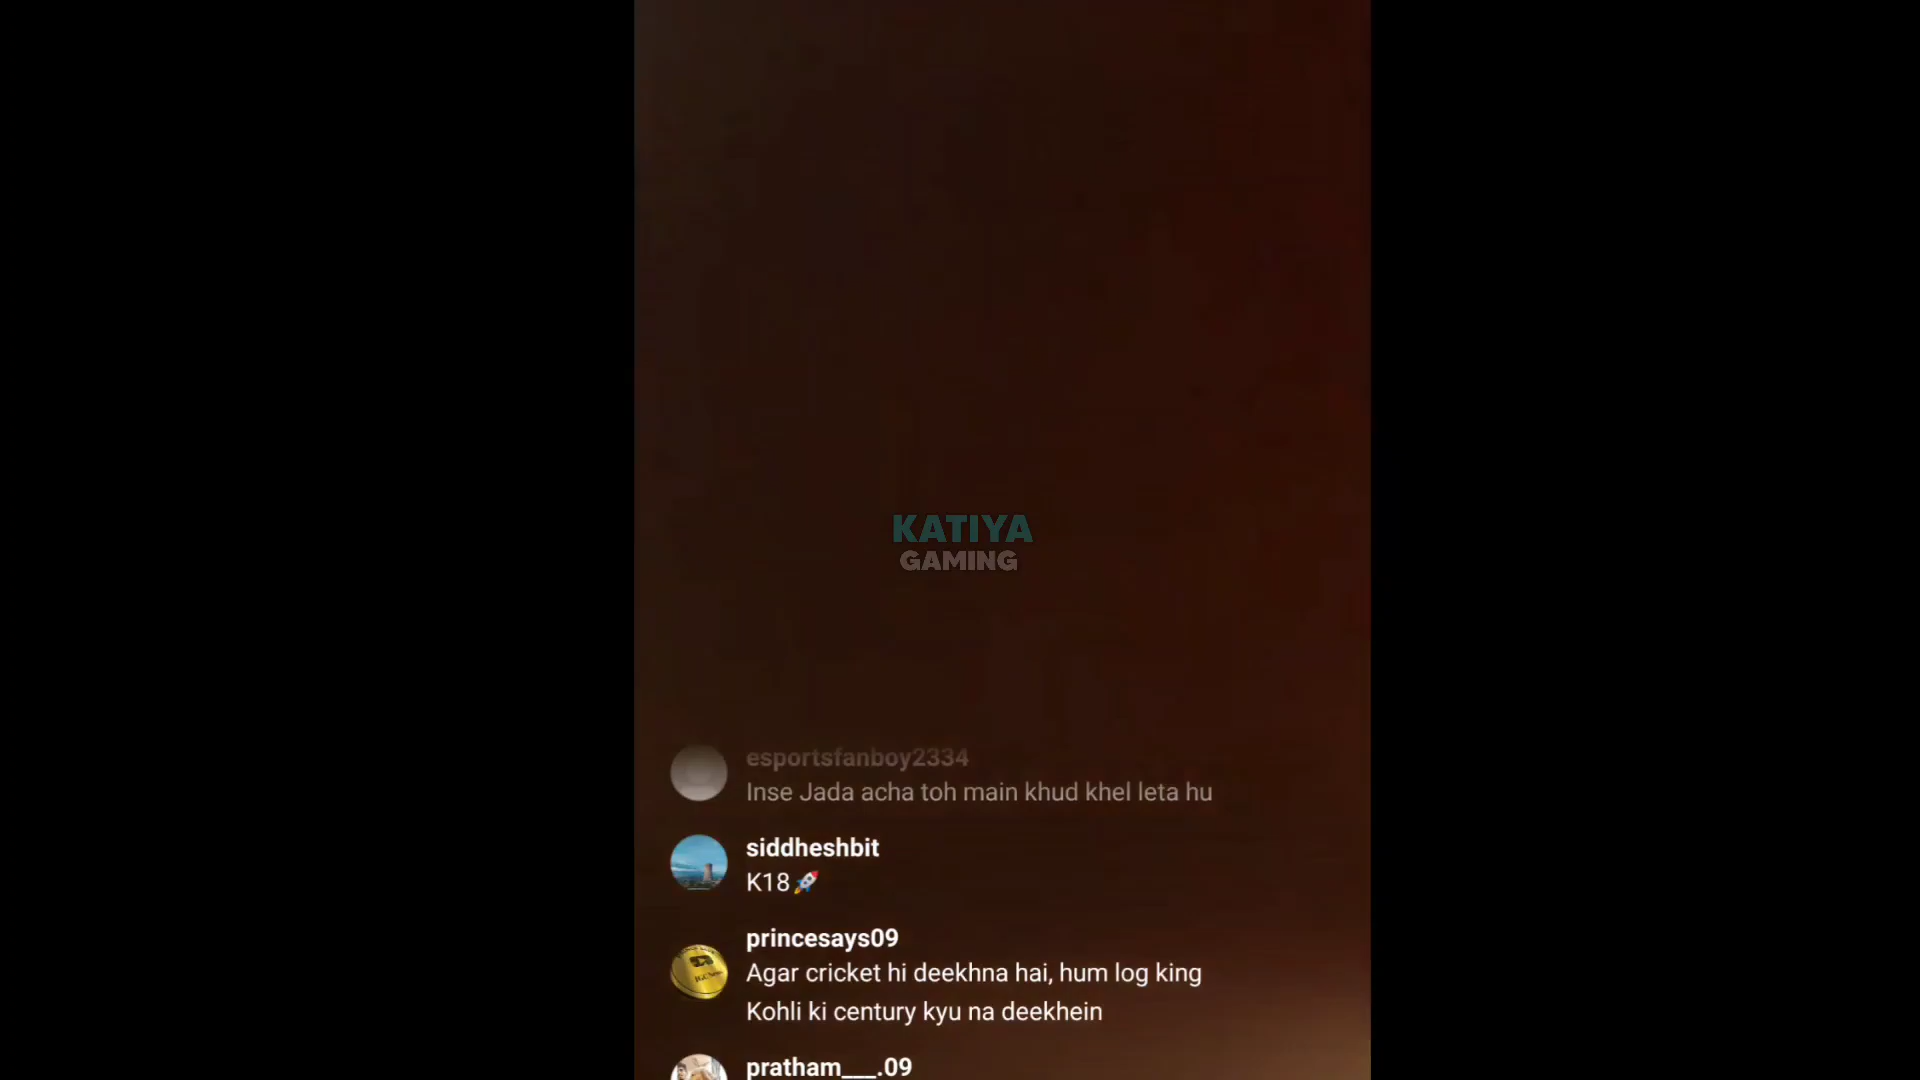 KATIYA
GAMING
esportsfanboy2334
Inse Jada acha toh main khud khel leta hu
siddheshbit
K18🚀
princesays09
Agar cricket hi deekhna hai, hum log king
Kohli ki century kyu na deekhein
pratham___.09